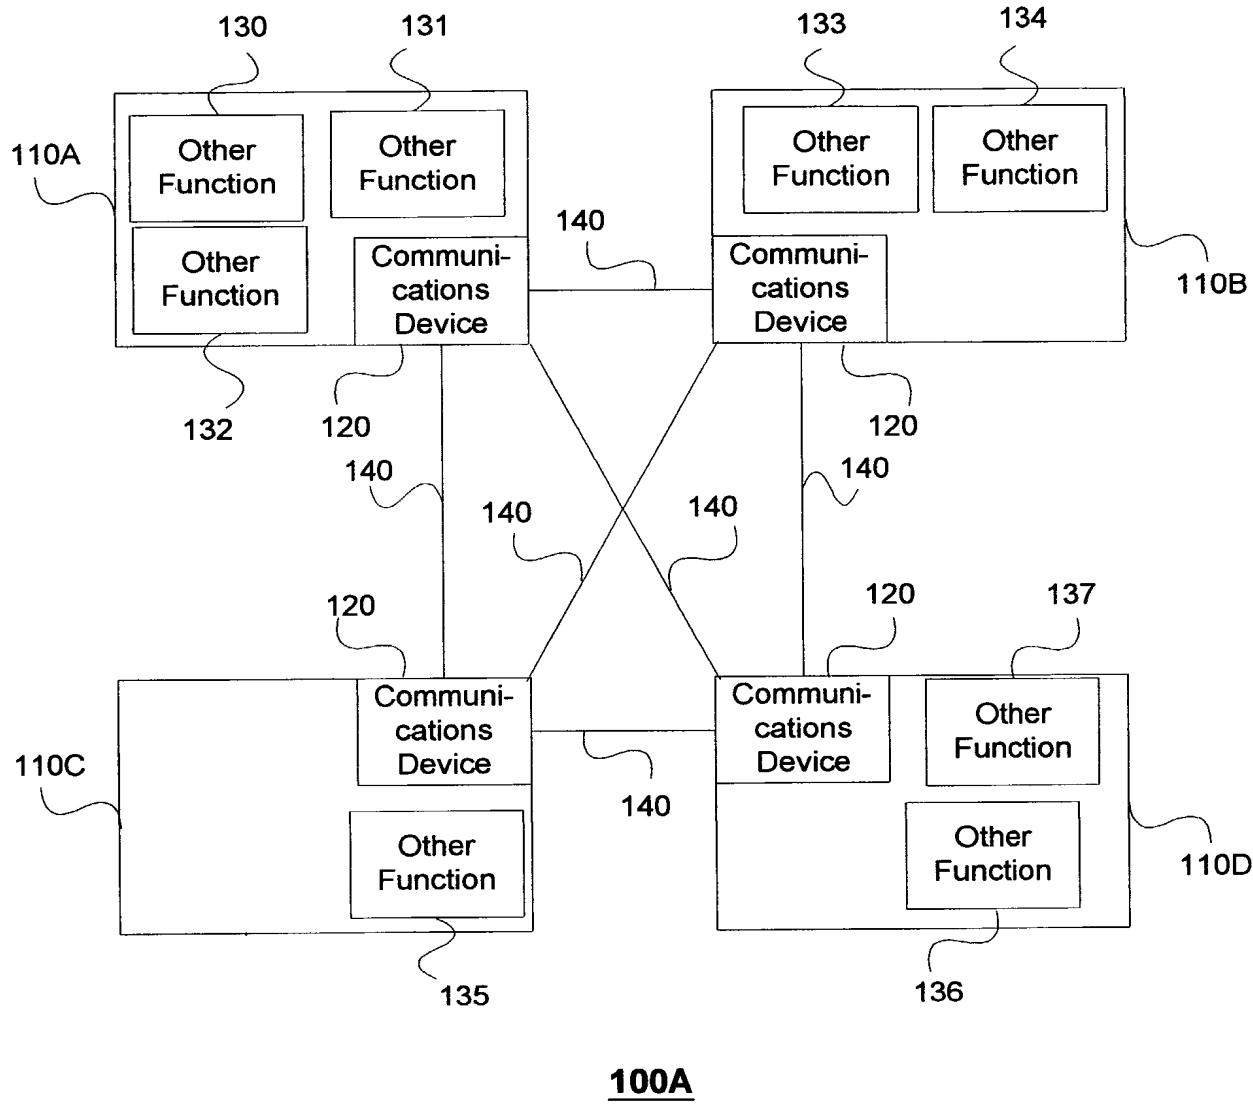 130
131
133
134
110A
Other
Function
Other
Function
Other
Function
Other
Function
Other
Function
Communi-
cations
Device
140
Communi-
cations
Device
110B
132
120
120
140
140
140
140
120
120
137
110C
Communi-
cations
Device
Communi-
cations
Device
Other
Function
140
Other
Function
Other
Function
110D
135
136
100A